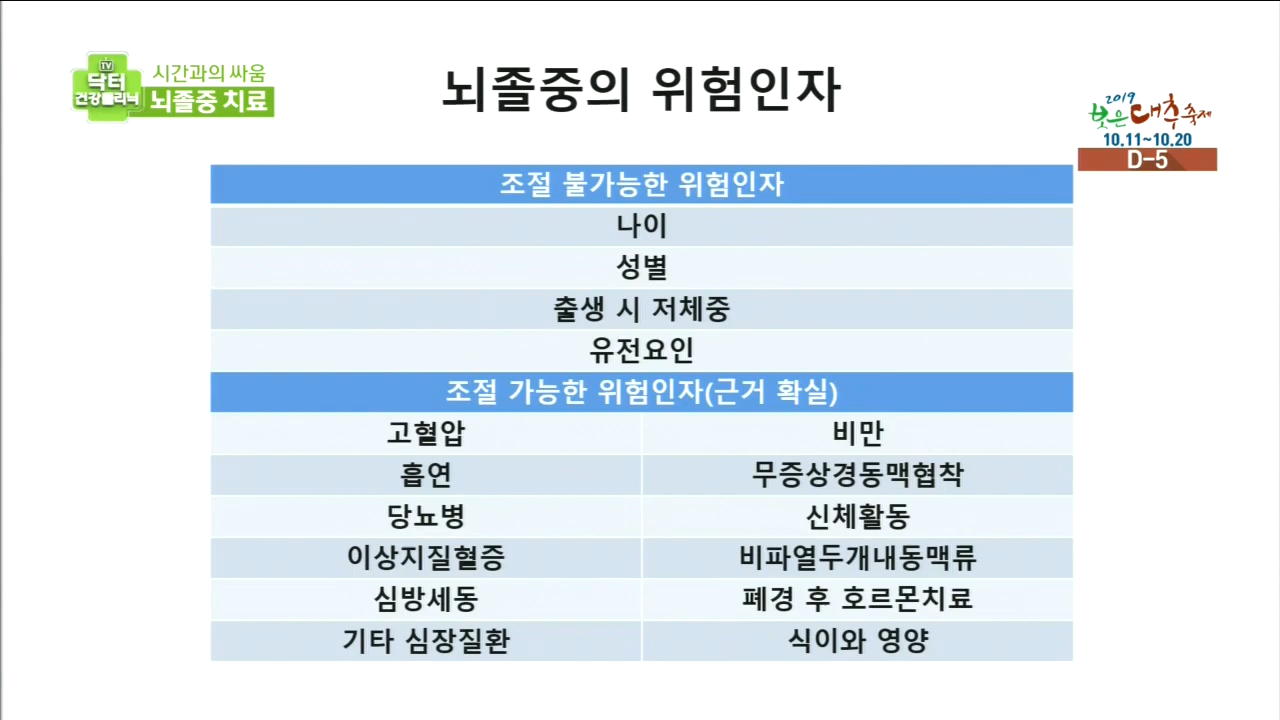 TV
닥터
건강클리닉
시간과의 싸움
뇌졸중 치료
뇌졸중의 위험인자
2019
보은대추축제
10.11~10.20
D-5
조절 불가능한 위험인자
나이
성별
출생 시 저체중
유전요인
조절 가능한 위험인자(근거 확실)
고혈압 비만
흡연 무증상경동맥협착
당뇨병 신체활동
이상지질혈증 비파열두개내동맥류
심방세동 폐경 후 호르몬치료
기타 심장질환 식이와 영양